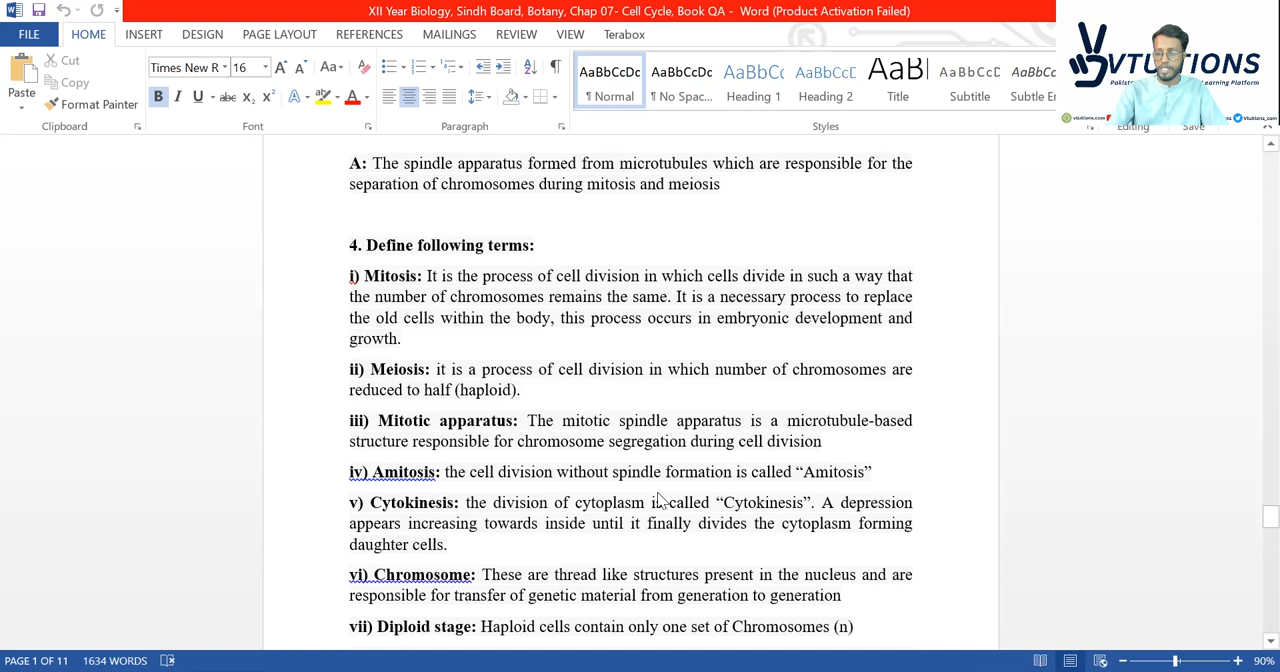 XII Year Biology, Sindh Board, Botany, Chap 07- Cell Cycle, Book QA - Word (Product Activation Failed)
FILE HOME INSERT DESIGN PAGE LAYOUT REFERENCES MAILINGS REVIEW VIEW Terabox
VTUTIONS
Cut
Copy
Format Painter
Paste
Times New R 16
AaBbCcDc AaBbCcDc AaBbCc AaBbCcD AaBbl AaBbCcD AaBbCc
¶ Normal ¶ No Spac... Heading 1 Heading 2 Title Subtitle Subtle Er
Clipboard Font Paragraph Styles Editing Save
A: The spindle apparatus formed from microtubules which are responsible for the
separation of chromosomes during mitosis and meiosis
4. Define following terms:
i) Mitosis: It is the process of cell division in which cells divide in such a way that
the number of chromosomes remains the same. It is a necessary process to replace
the old cells within the body, this process occurs in embryonic development and
growth.
ii) Meiosis: it is a process of cell division in which number of chromosomes are
reduced to half (haploid).
iii) Mitotic apparatus: The mitotic spindle apparatus is a microtubule-based
structure responsible for chromosome segregation during cell division
iv) Amitosis: the cell division without spindle formation is called “Amitosis”
v) Cytokinesis: the division of cytoplasm is called “Cytokinesis”. A depression
appears increasing towards inside until it finally divides the cytoplasm forming
daughter cells.
vi) Chromosome: These are thread like structures present in the nucleus and are
responsible for transfer of genetic material from generation to generation
vii) Diploid stage: Haploid cells contain only one set of Chromosomes (n)
PAGE 1 OF 11 1634 WORDS 90%